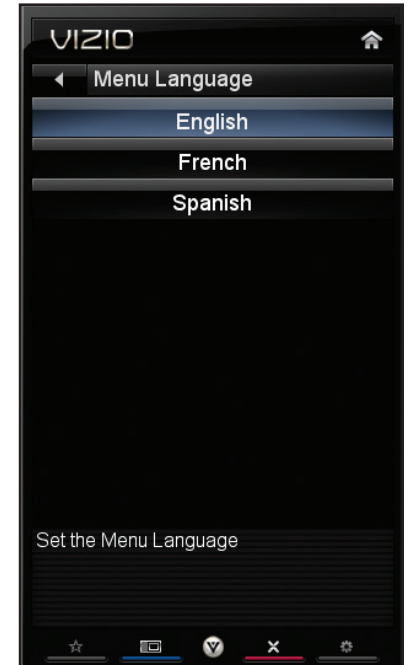 VIZIO
Menu Language
English
French
Spanish
Set the Menu Language
V